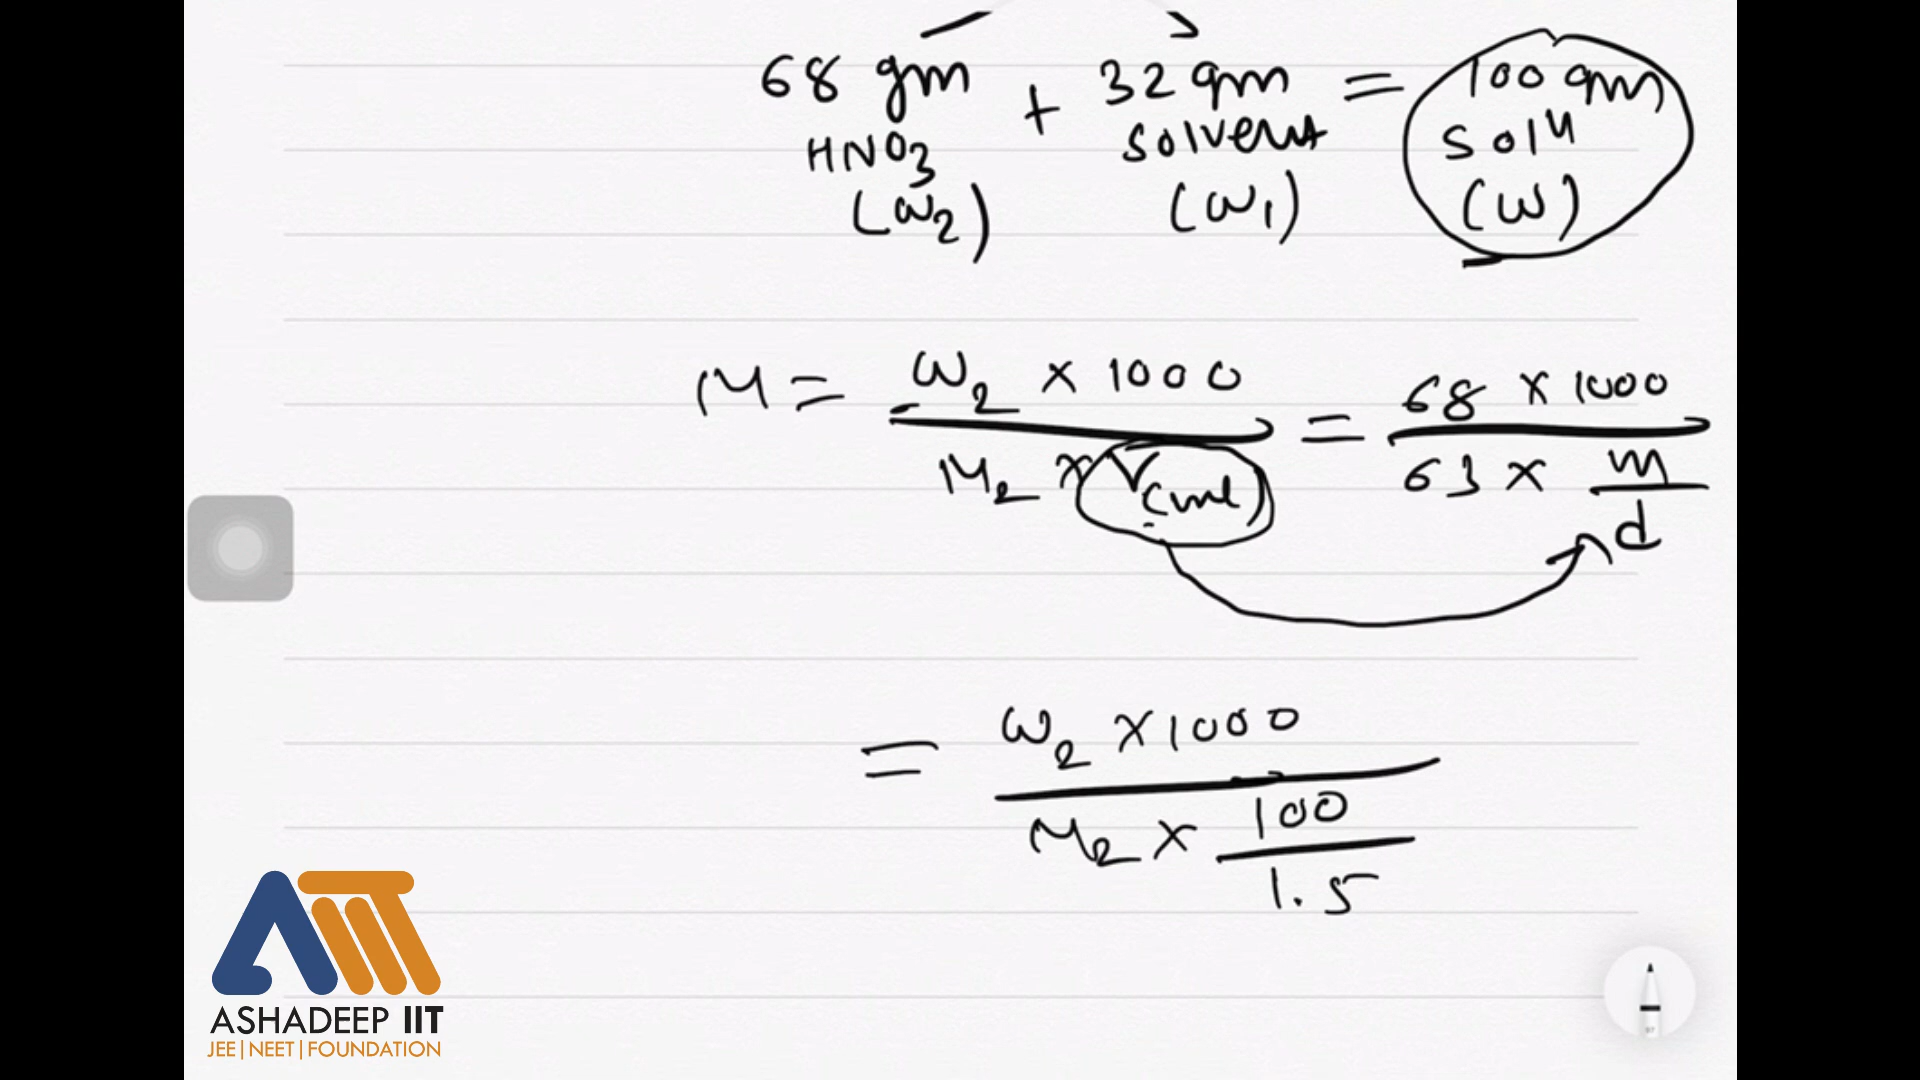 68 gm + 32 gm = 100 gm
HNO3 solvent solⁿ
(w2) (w1) (w)
M = w2 x 1000 = 68 x 1000
M2 x V(ml) 63 x m
d
= w2 x 1000
M2 x 100
1.5
ASHADEEP IIT
JEE|NEET|FOUNDATION